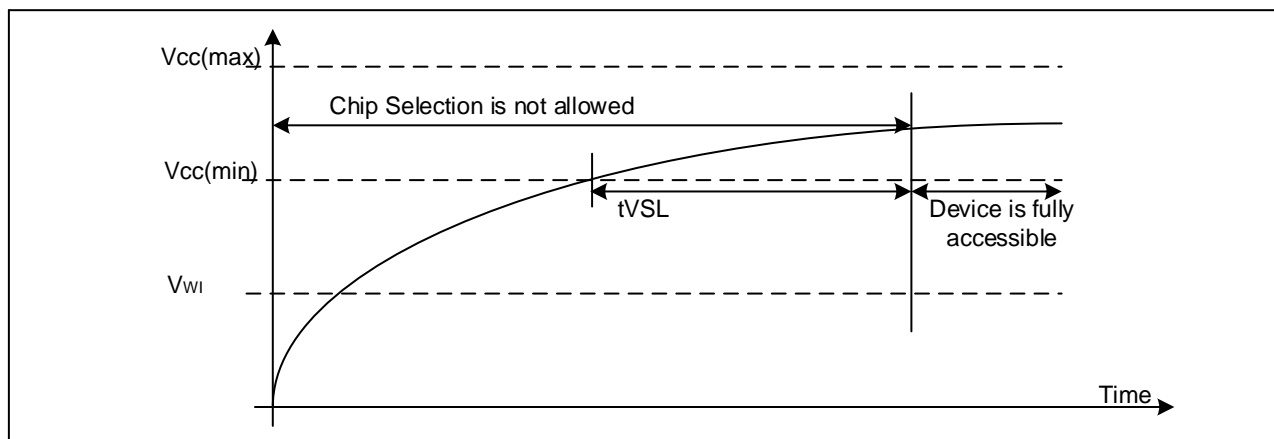 Vcc(max)
Chip Selection is not allowed
Vcc(min)
tVSL
Device is fully
accessible
VWI
Time